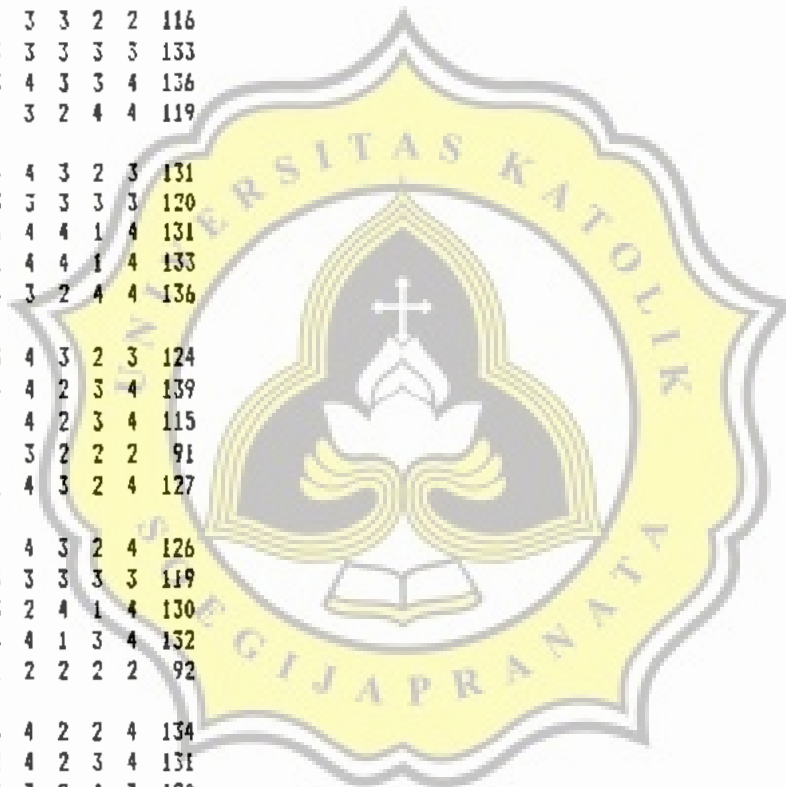 3 3 2 2 116
3 3 3 3 133
4 3 3 4 136
3 2 4 4 119
4 3 2 3 131
3 3 3 3 120
4 4 1 4 131
4 4 1 4 133
3 2 4 4 136
4 3 2 3 124
4 2 3 4 139
4 2 3 4 115
3 2 2 2 91
4 3 2 4 127
4 3 2 4 126
3 3 3 3 119
2 4 1 4 130
4 1 3 4 132
2 2 2 2 92
4 2 2 4 134
4 2 3 4 131
UNIVERSITAS KATOLIK
SOEGIJAPRANATA